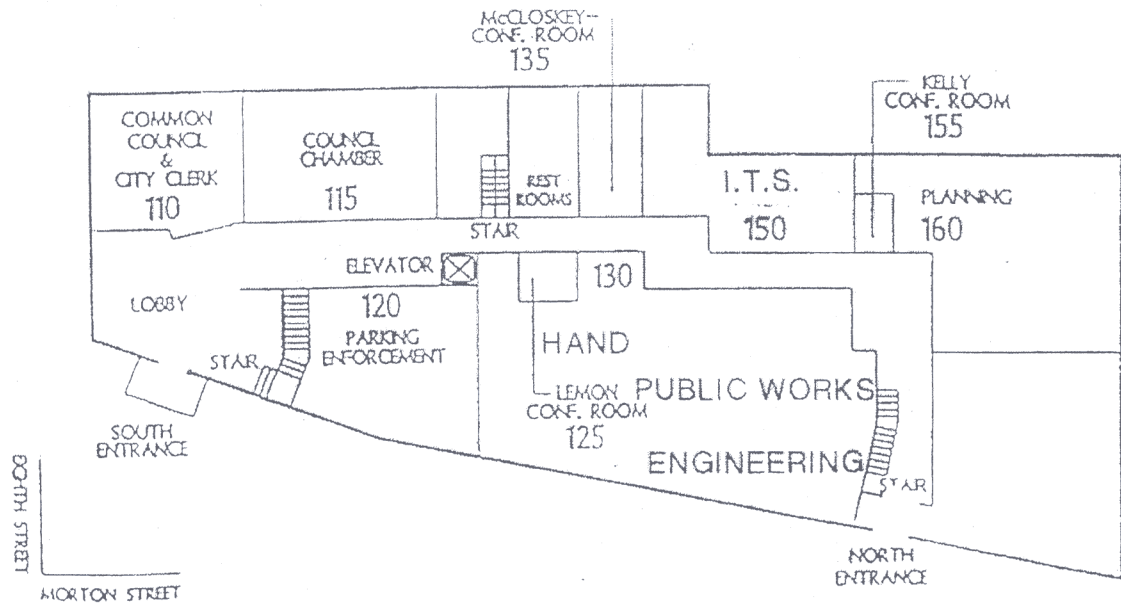 McCLOSKEY
CONF. ROOM
135
KELLY
CONF. ROOM
155
COMMON
COUNCIL
&
CITY CLERK
110
COUNCIL
CHAMBER
115
REST
ROOMS
I.T.S.
150
PLANNING
160
STAIR
ELEVATOR
130
LOBBY
120
PARKING
ENFORCEMENT
HAND
STAIR
LEMON
CONF. ROOM
125
PUBLIC WORKS
SOUTH
ENTRANCE
ENGINEERING
STAIR
EIGHTH STREET
NORTH
ENTRANCE
MORTON STREET